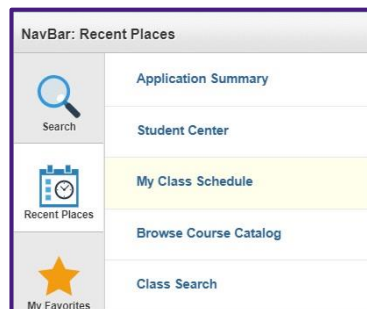 NavBar: Recent Places
Search
Recent Places
My Favorites
Application Summary
Student Center
My Class Schedule
Browse Course Catalog
Class Search